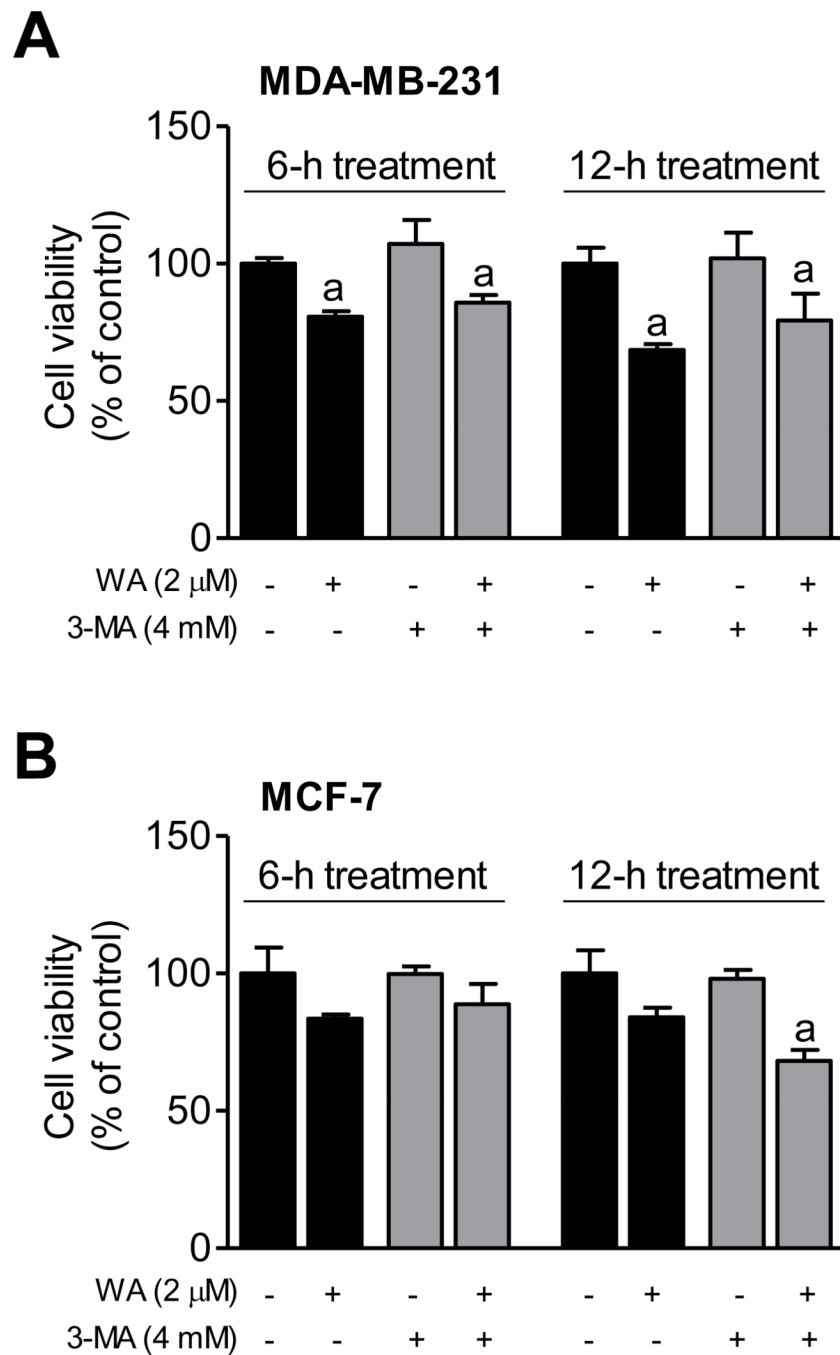 A
MDA-MB-231
150
6-h treatment 12-h treatment
100
a a a a
50
0
Cell viability
(% of control)
WA (2 μM) - + - + - + - +
3-MA (4 mM) - - + + - - + +
B
MCF-7
150
6-h treatment 12-h treatment
100
a
50
0
Cell viability
(% of control)
WA (2 μM) - + - + - + - +
3-MA (4 mM) - - + + - - + +